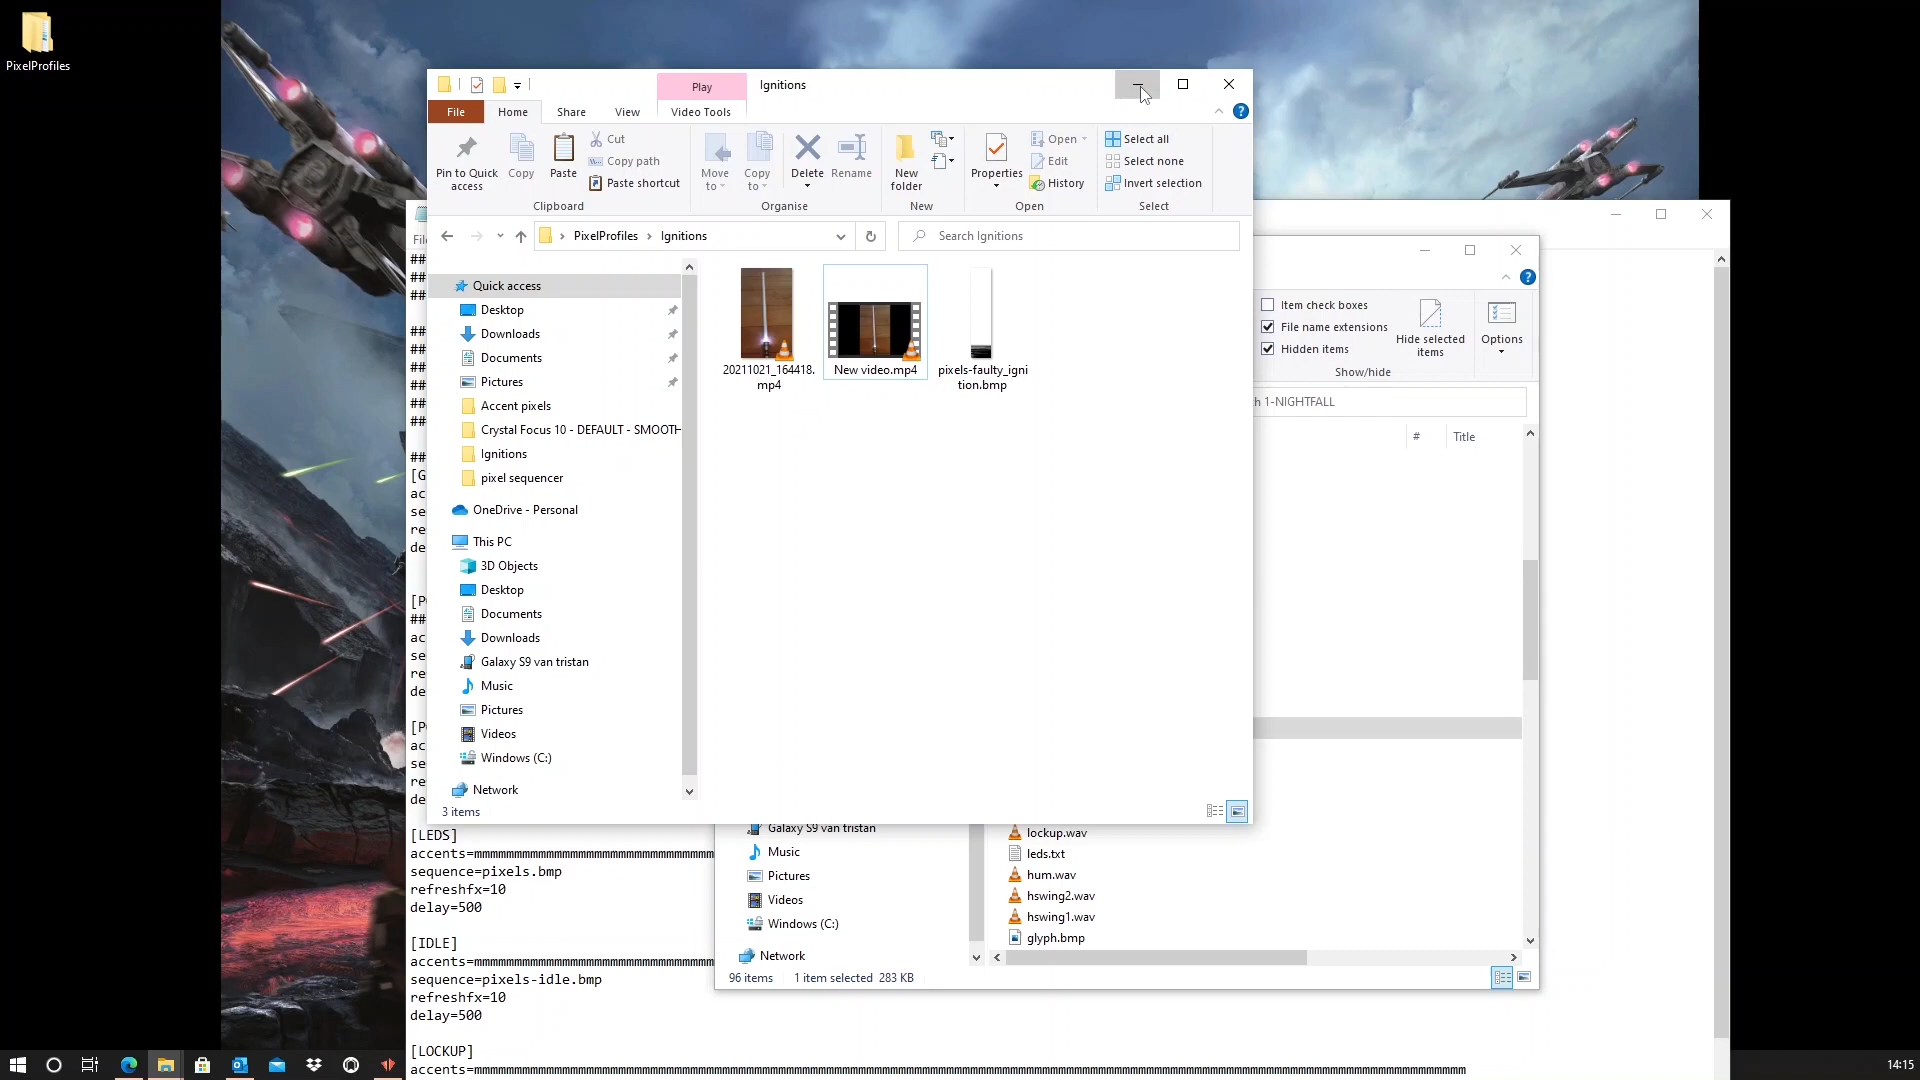 PixelProfiles
Play
Ignitions
File
Home
Share
View
Video Tools
Pin to Quick access
Copy
Paste
Cut
Copy path
Paste shortcut
Clipboard
Move to
Copy to
Delete
Rename
Organise
New folder
New
Properties
Open
Edit
History
Open
Select all
Select none
Invert selection
Select
PixelProfiles
Ignitions
Search Ignitions
Quick access
Desktop
Downloads
Documents
Pictures
Accent pixels
Crystal Focus 10 - DEFAULT - SMOOTH
Ignitions
pixel sequencer
OneDrive - Personal
This PC
3D Objects
Desktop
Documents
Downloads
Galaxy S9 van tristan
Music
Pictures
Videos
Windows (C:)
Network
3 items
20211021_164418.
mp4
New video.mp4
pixels-faulty_igni
tion.bmp
Item check boxes
File name extensions
Hidden items
Hide selected
items
Options
Show/hide
1-NIGHTFALL
#
Title
Galaxy S9 van tristan
Music
Pictures
Videos
Windows (C:)
Network
lockup.wav
leds.txt
hum.wav
hswing2.wav
hswing1.wav
glyph.bmp
96 items
1 item selected 283 KB
[LEDS]
sequence=pixels.bmp
refreshfx=10
delay=500
[IDLE]
sequence=pixels-idle.bmp
refreshfx=10
delay=500
[LOCKUP]
14:15